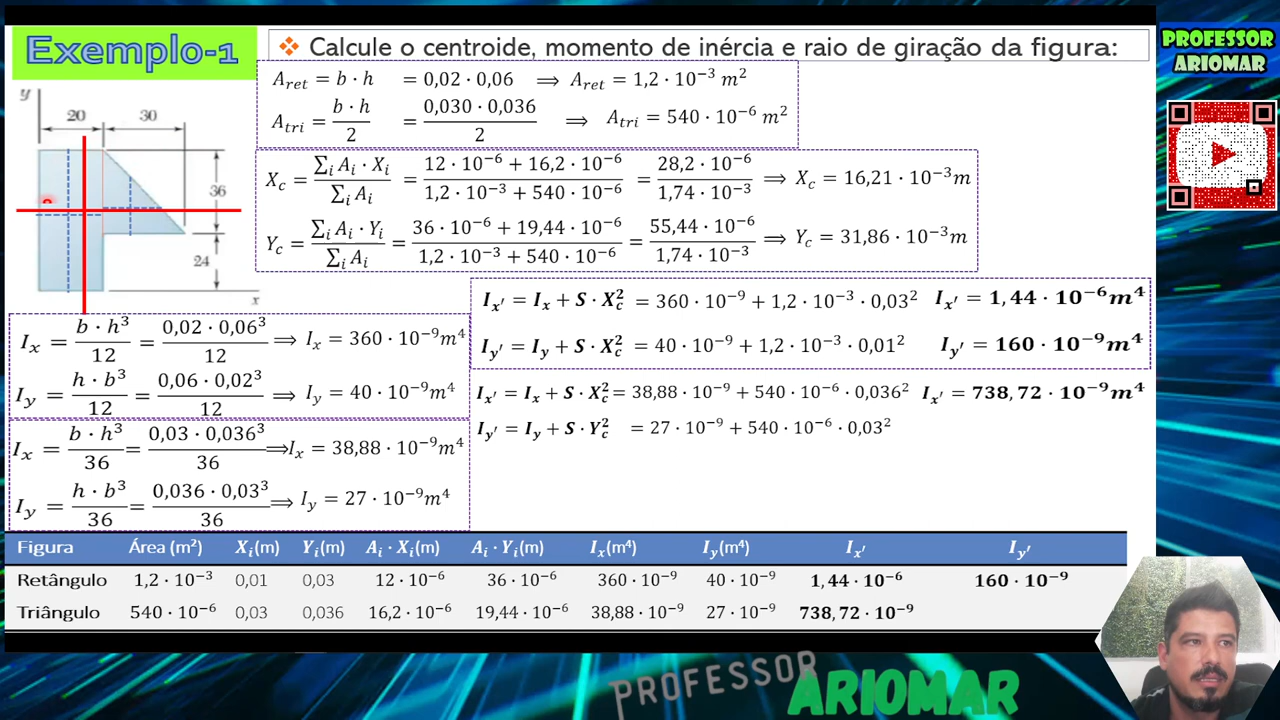 Exemplo-1
❖ Calcule o centroide, momento de inércia e raio de giração da figura:
PROFESSOR
ARIOMAR
A_ret = b · h = 0,02 · 0,06 ⟹ A_ret = 1,2 · 10⁻³ m²
A_tri = b · h / 2 = 0,030 · 0,036 / 2 ⟹ A_tri = 540 · 10⁻⁶ m²
y
20 30
36
24
x
X_c = ∑_i A_i · X_i / ∑_i A_i = 12 · 10⁻⁶ + 16,2 · 10⁻⁶ / 1,2 · 10⁻³ + 540 · 10⁻⁶ = 28,2 · 10⁻⁶ / 1,74 · 10⁻³ ⟹ X_c = 16,21 · 10⁻³m
Y_c = ∑_i A_i · Y_i / ∑_i A_i = 36 · 10⁻⁶ + 19,44 · 10⁻⁶ / 1,2 · 10⁻³ + 540 · 10⁻⁶ = 55,44 · 10⁻⁶ / 1,74 · 10⁻³ ⟹ Y_c = 31,86 · 10⁻³m
I_x = b · h³ / 12 = 0,02 · 0,06³ / 12 ⟹ I_x = 360 · 10⁻⁹m⁴
I_y = h · b³ / 12 = 0,06 · 0,02³ / 12 ⟹ I_y = 40 · 10⁻⁹m⁴
I_x = b · h³ / 36 = 0,03 · 0,036³ / 36 ⟹ I_x = 38,88 · 10⁻⁹m⁴
I_y = h · b³ / 36 = 0,036 · 0,03³ / 36 ⟹ I_y = 27 · 10⁻⁹m⁴
I_x′ = I_x + S · X_c² = 360 · 10⁻⁹ + 1,2 · 10⁻³ · 0,03² I_x′ = 1,44 · 10⁻⁶m⁴
I_y′ = I_y + S · X_c² = 40 · 10⁻⁹ + 1,2 · 10⁻³ · 0,01² I_y′ = 160 · 10⁻⁹m⁴
I_x′ = I_x + S · X_c² = 38,88 · 10⁻⁹ + 540 · 10⁻⁶ · 0,036² I_x′ = 738,72 · 10⁻⁹m⁴
I_y′ = I_y + S · Y_c² = 27 · 10⁻⁹ + 540 · 10⁻⁶ · 0,03²
Figura Área (m²) X_i(m) Y_i(m) A_i · X_i(m) A_i · Y_i(m) I_x(m⁴) I_y(m⁴) I_x′ I_y′
Retângulo 1,2 · 10⁻³ 0,01 0,03 12 · 10⁻⁶ 36 · 10⁻⁶ 360 · 10⁻⁹ 40 · 10⁻⁹ 1,44 · 10⁻⁶ 160 · 10⁻⁹
Triângulo 540 · 10⁻⁶ 0,03 0,036 16,2 · 10⁻⁶ 19,44 · 10⁻⁶ 38,88 · 10⁻⁹ 27 · 10⁻⁹ 738,72 · 10⁻⁹
PROFESSOR
ARIOMAR